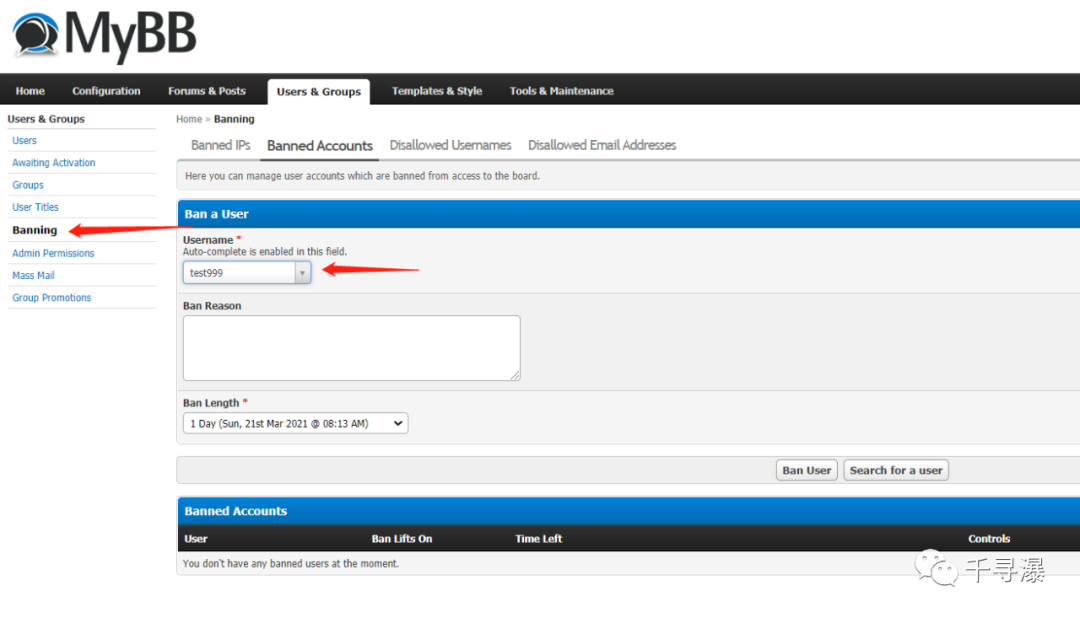 MyBB
Home Configuration Forums & Posts Users & Groups Templates & Style Tools & Maintenance
Users & Groups
Users
Awaiting Activation
Groups
User Titles
Banning
Admin Permissions
Mass Mail
Group Promotions
Home » Banning
Banned IPs Banned Accounts Disallowed Usernames Disallowed Email Addresses
Here you can manage user accounts which are banned from access to the board.
Ban a User
Username *
Auto-complete is enabled in this field.
test999
Ban Reason
Ban Length *
1 Day (Sun, 21st Mar 2021 @ 08:13 AM)
Ban User Search for a user
Banned Accounts
User Ban Lifts On Time Left Controls
You don't have any banned users at the moment.
千寻瀑